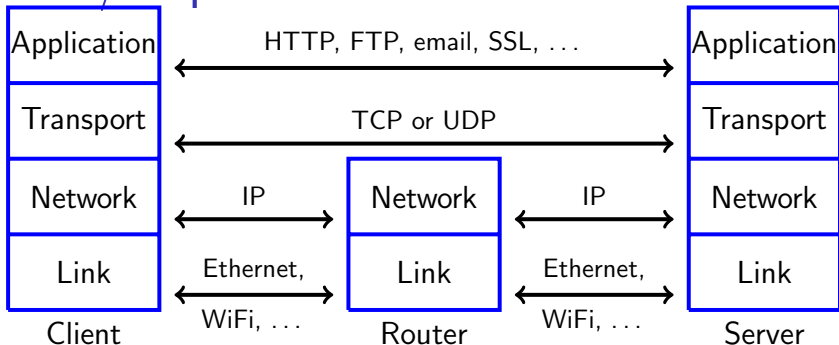 Application HTTP, FTP, email, SSL, ... Application
Transport TCP or UDP Transport
Network IP Network IP Network
Link Ethernet, Link Ethernet, Link
WiFi, ... WiFi, ...
Client Router Server